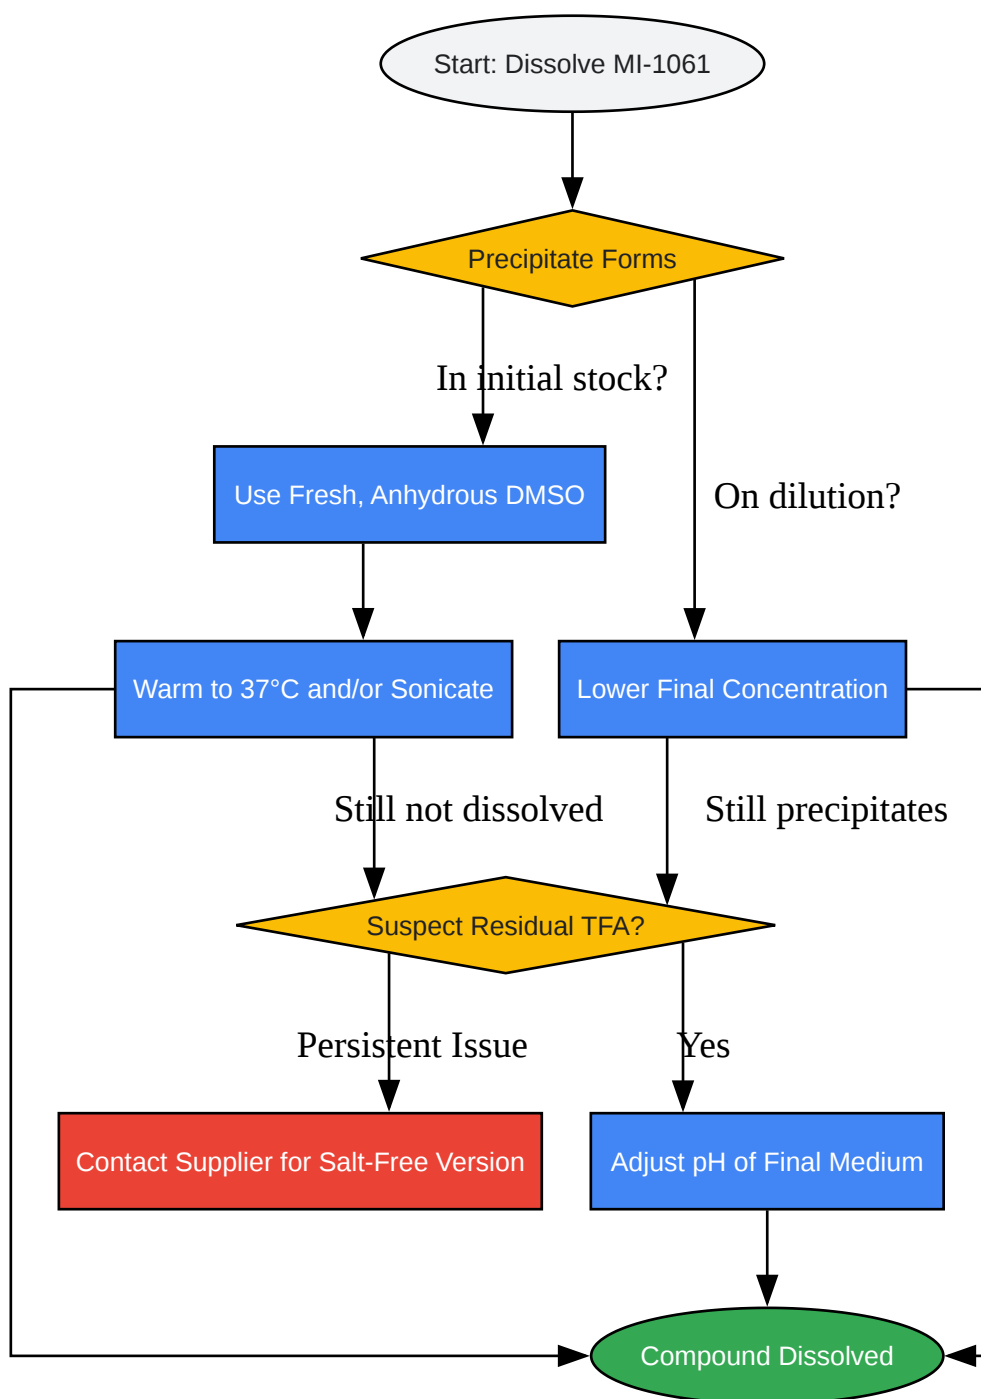 Start: Dissolve MI-1061
Precipitate Forms
In initial stock?
Use Fresh, Anhydrous DMSO
On dilution?
Warm to 37°C and/or Sonicate
Lower Final Concentration
Still not dissolved
Still precipitates
Suspect Residual TFA?
Persistent Issue
Yes
Contact Supplier for Salt-Free Version
Adjust pH of Final Medium
Compound Dissolved